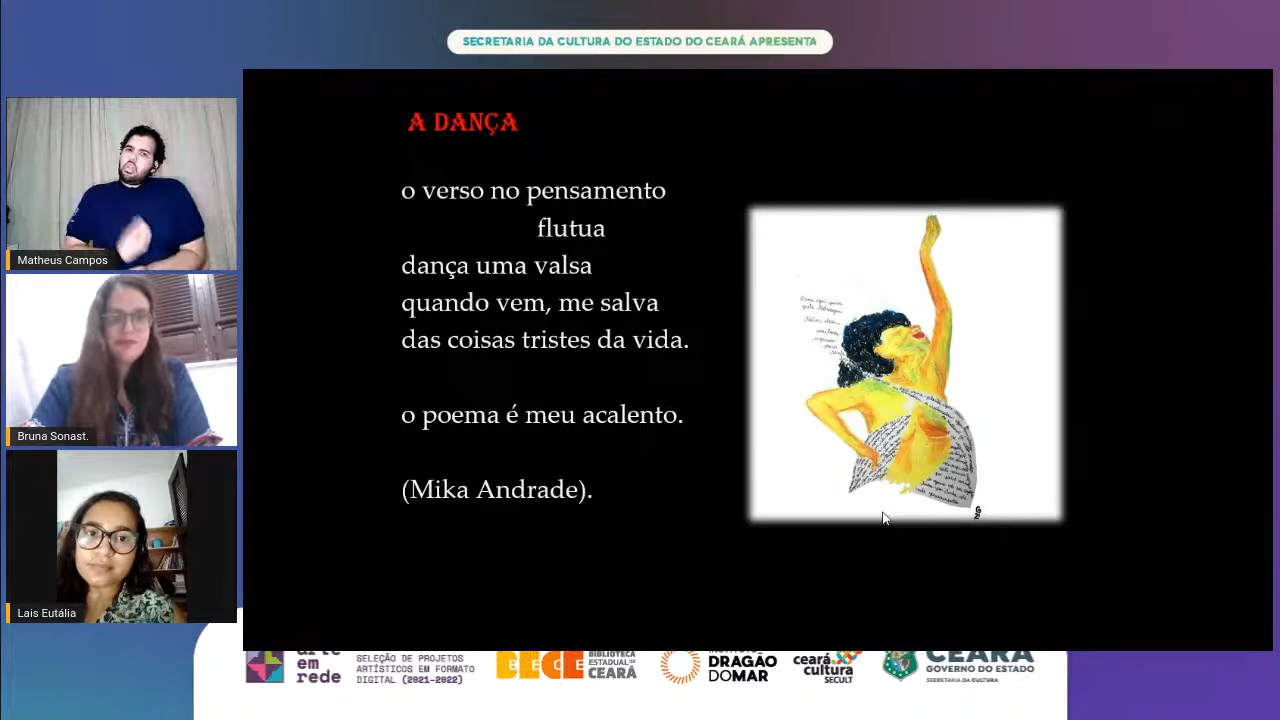 SECRETARIA DA CULTURA DO ESTADO DO CEARÁ APRESENTA
Matheus Campos
Bruna Sonast.
Lais Eutália
A DANÇA
o verso no pensamento
flutua
dança uma valsa
quando vem, me salva
das coisas tristes da vida.
o poema é meu acalento.
(Mika Andrade).
arte
em
rede
SELEÇÃO DE PROJETOS
ARTÍSTICOS EM FORMATO
DIGITAL (2021-2022)
BECE
BIBLIOTECA
ESTADUAL DO
CEARÁ
DRAGÃO
DO MAR
ceará
cultura
SECULT
CEARÁ
GOVERNO DO ESTADO
SECRETARIA DA CULTURA